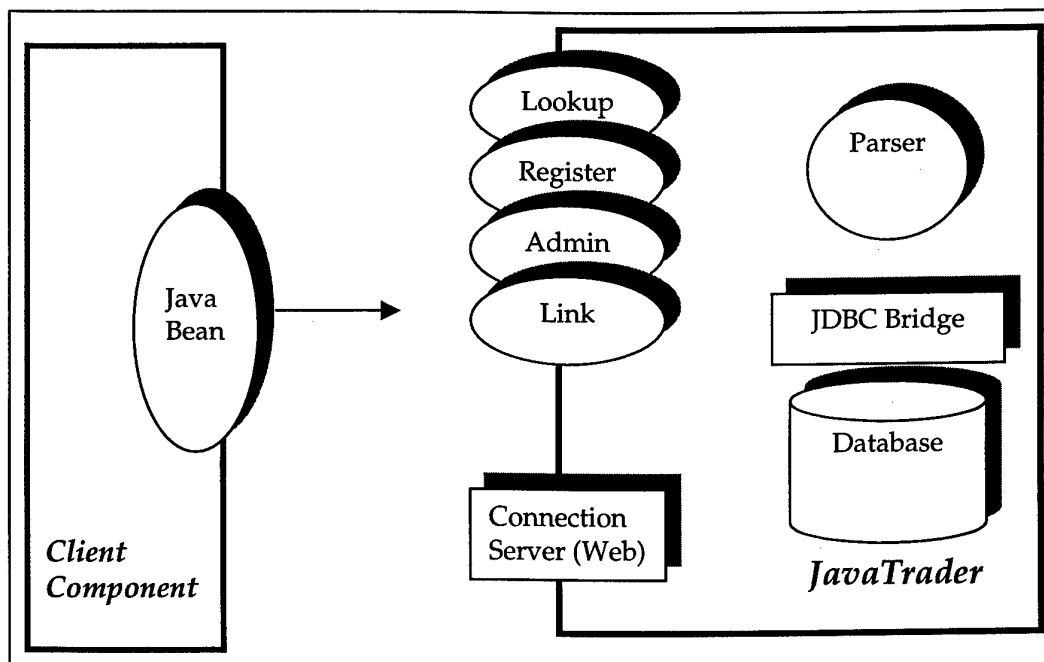 Lookup
Register
Admin
Link
Parser
Java
Bean
JDBC Bridge
Database
Connection
Server (Web)
Client
Component
JavaTrader